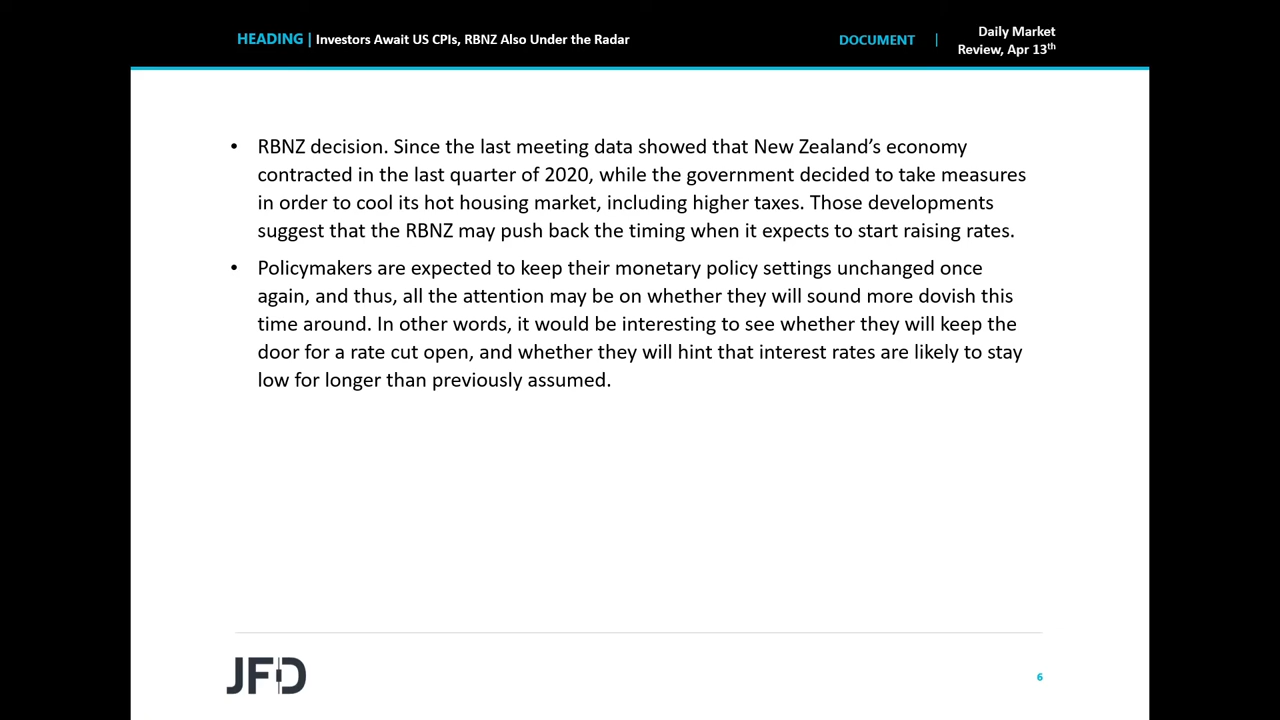 HEADING | Investors Await US CPIs, RBNZ Also Under the Radar
DOCUMENT |
Daily Market
Review, Apr 13th
• RBNZ decision. Since the last meeting data showed that New Zealand’s economy
contracted in the last quarter of 2020, while the government decided to take measures
in order to cool its hot housing market, including higher taxes. Those developments
suggest that the RBNZ may push back the timing when it expects to start raising rates.
• Policymakers are expected to keep their monetary policy settings unchanged once
again, and thus, all the attention may be on whether they will sound more dovish this
time around. In other words, it would be interesting to see whether they will keep the
door for a rate cut open, and whether they will hint that interest rates are likely to stay
low for longer than previously assumed.
JFD
6